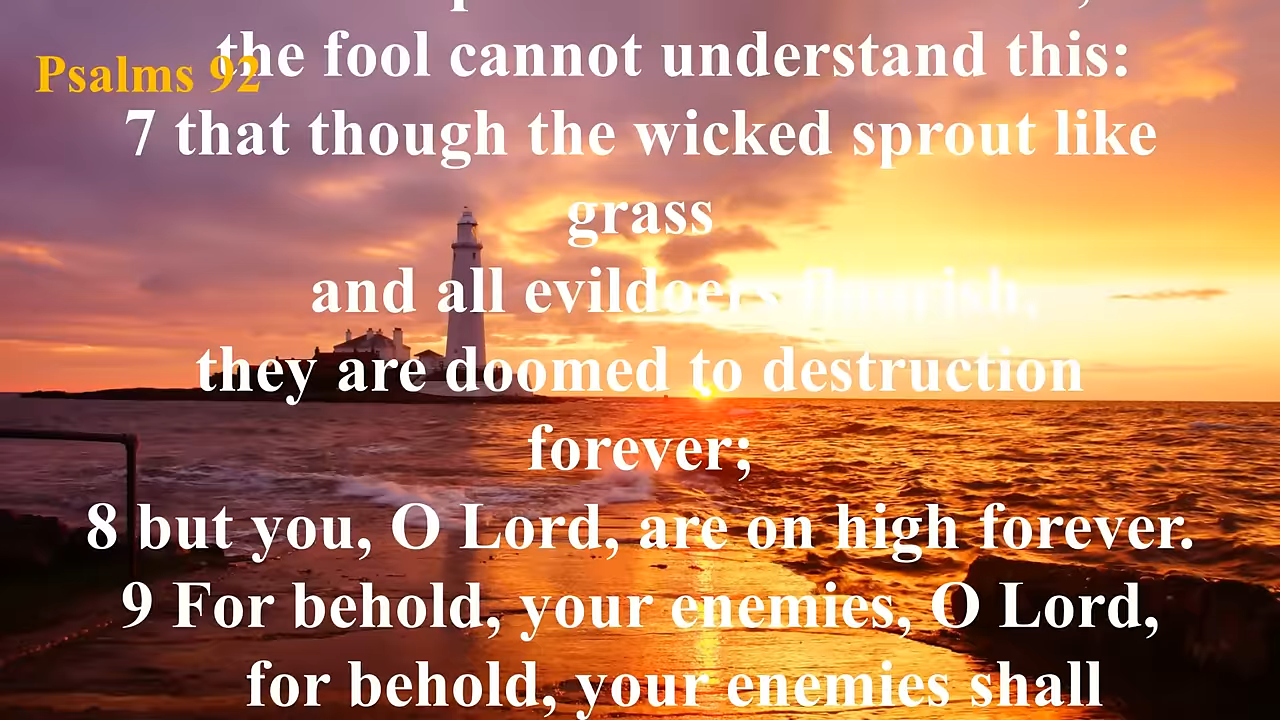 Psalms 92
the fool cannot understand this:
7 that though the wicked sprout like
grass
and all evildoers flourish,
they are doomed to destruction
forever;
8 but you, O Lord, are on high forever.
9 For behold, your enemies, O Lord,
for behold, your enemies shall